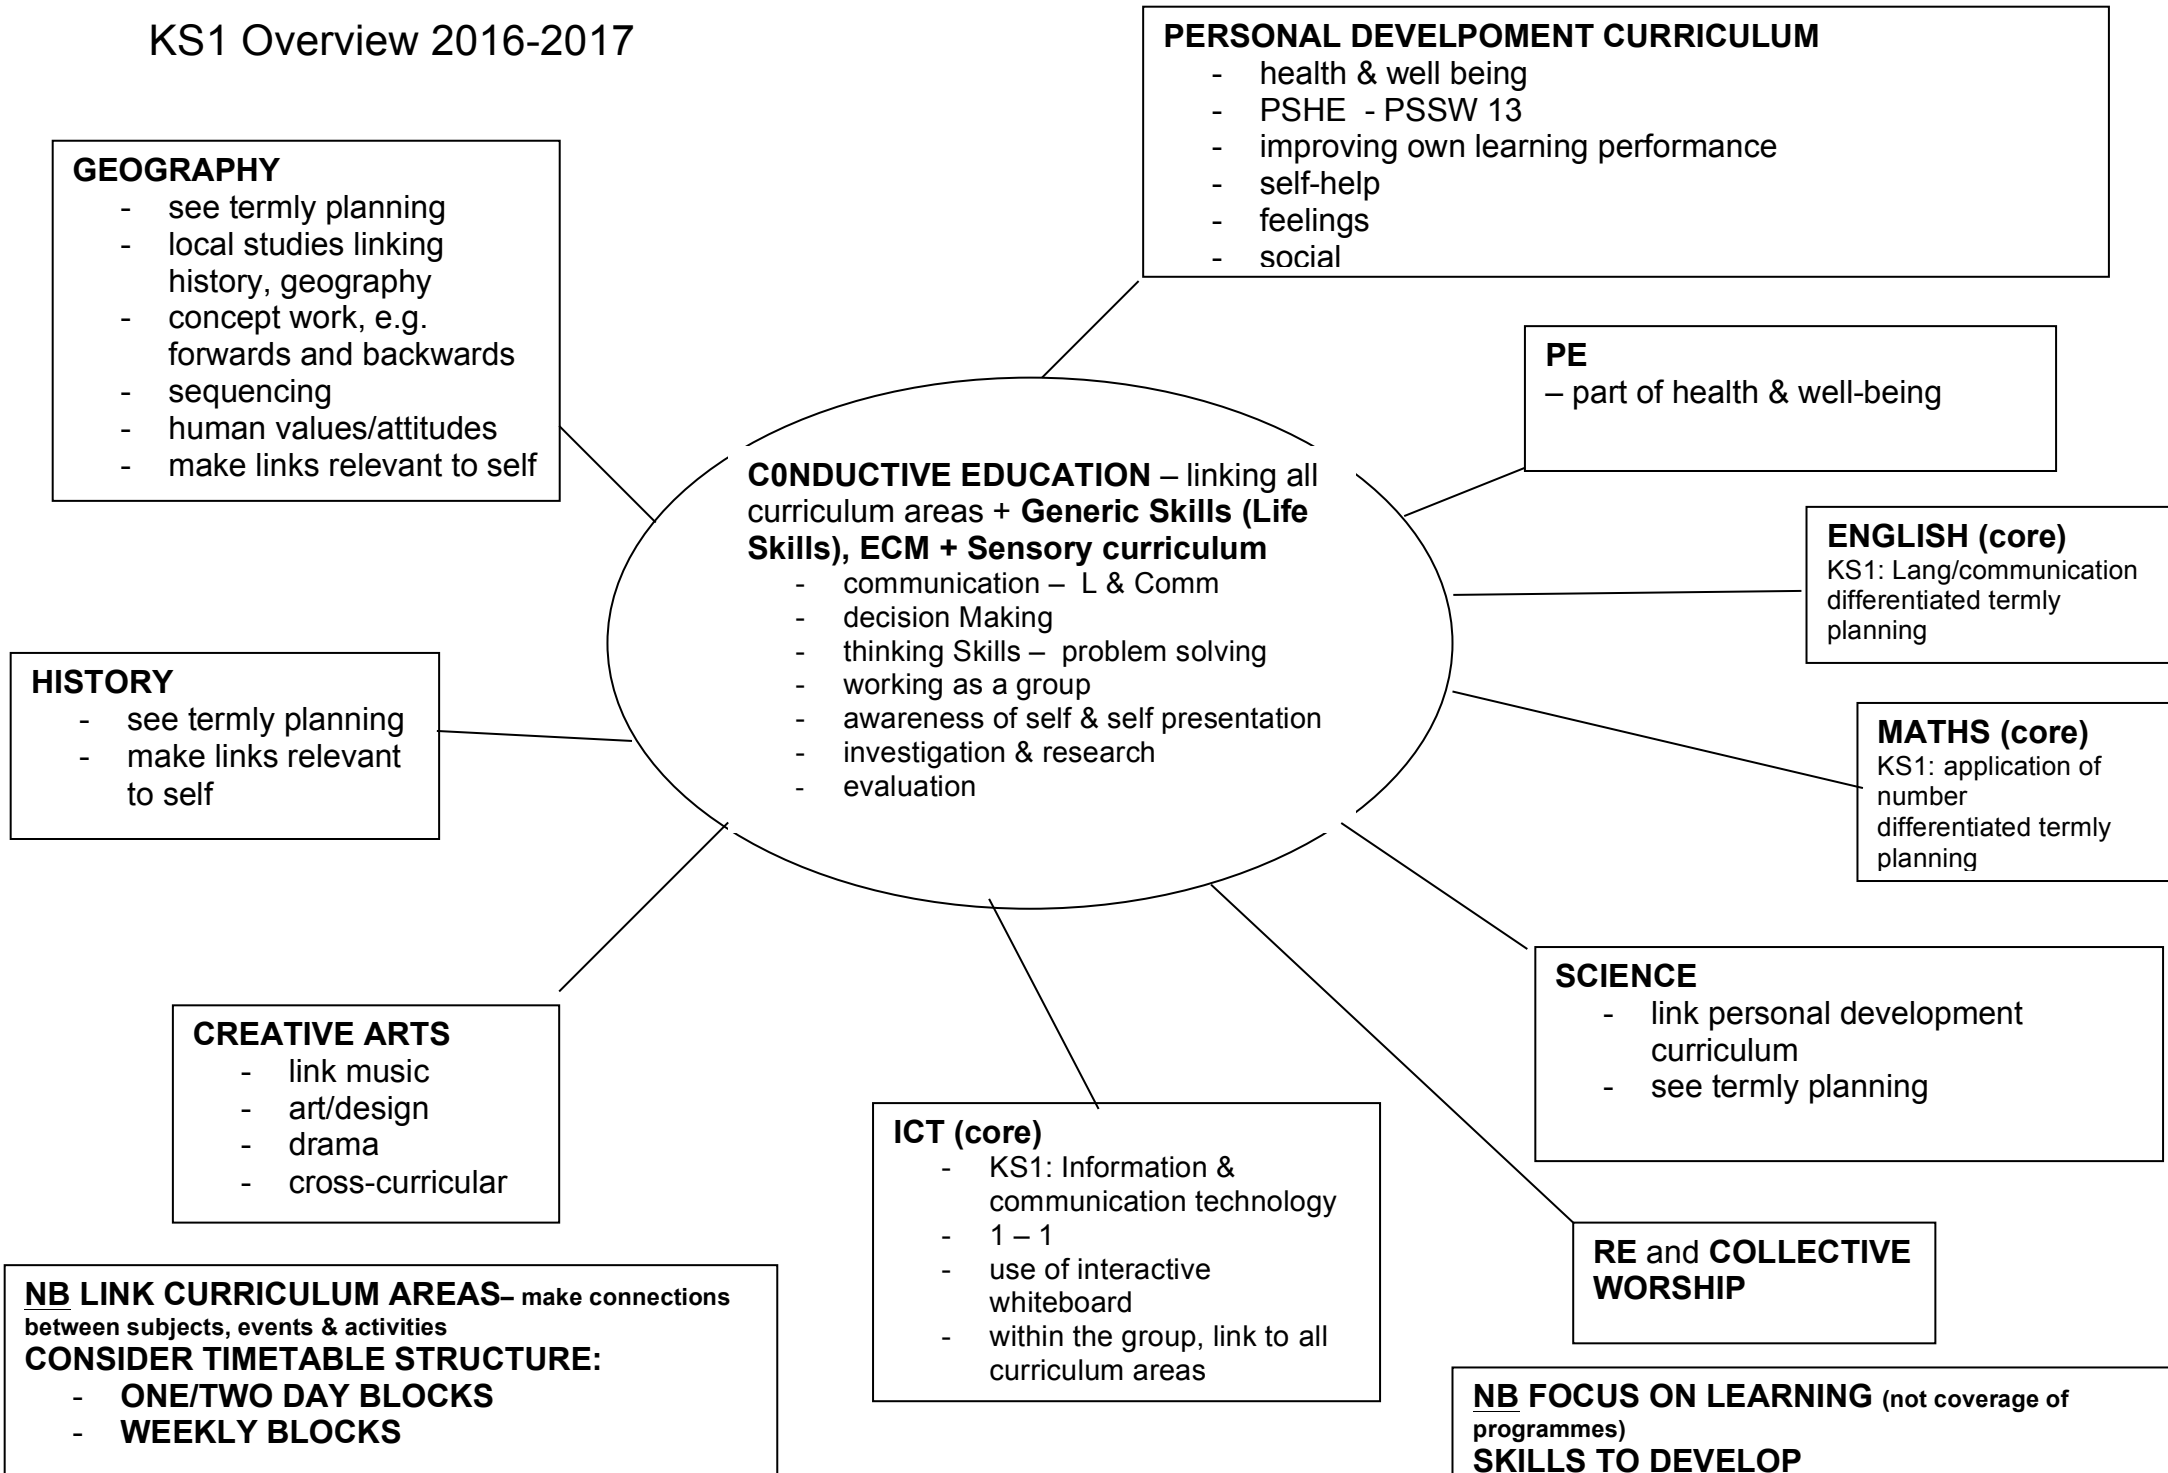 KS1 Overview 2016-2017
PERSONAL DEVELPOMENT CURRICULUM
- health & well being
- PSHE - PSSW 13
- improving own learning performance
- self-help
- feelings
- social
GEOGRAPHY
- see termly planning
- local studies linking
history, geography
- concept work, e.g.
forwards and backwards
- sequencing
- human values/attitudes
- make links relevant to self
PE
– part of health & well-being
C0NDUCTIVE EDUCATION – linking all
curriculum areas + Generic Skills (Life
Skills), ECM + Sensory curriculum
- communication – L & Comm
- decision Making
- thinking Skills – problem solving
- working as a group
- awareness of self & self presentation
- investigation & research
- evaluation
ENGLISH (core)
KS1: Lang/communication
differentiated termly
planning
HISTORY
- see termly planning
- make links relevant
to self
MATHS (core)
KS1: application of
number
differentiated termly
planning
SCIENCE
- link personal development
curriculum
- see termly planning
CREATIVE ARTS
- link music
- art/design
- drama
- cross-curricular
ICT (core)
- KS1: Information &
communication technology
- 1 – 1
- use of interactive
whiteboard
- within the group, link to all
curriculum areas
RE and COLLECTIVE
WORSHIP
NB LINK CURRICULUM AREAS– make connections
between subjects, events & activities
CONSIDER TIMETABLE STRUCTURE:
- ONE/TWO DAY BLOCKS
- WEEKLY BLOCKS
NB FOCUS ON LEARNING (not coverage of
programmes)
SKILLS TO DEVELOP